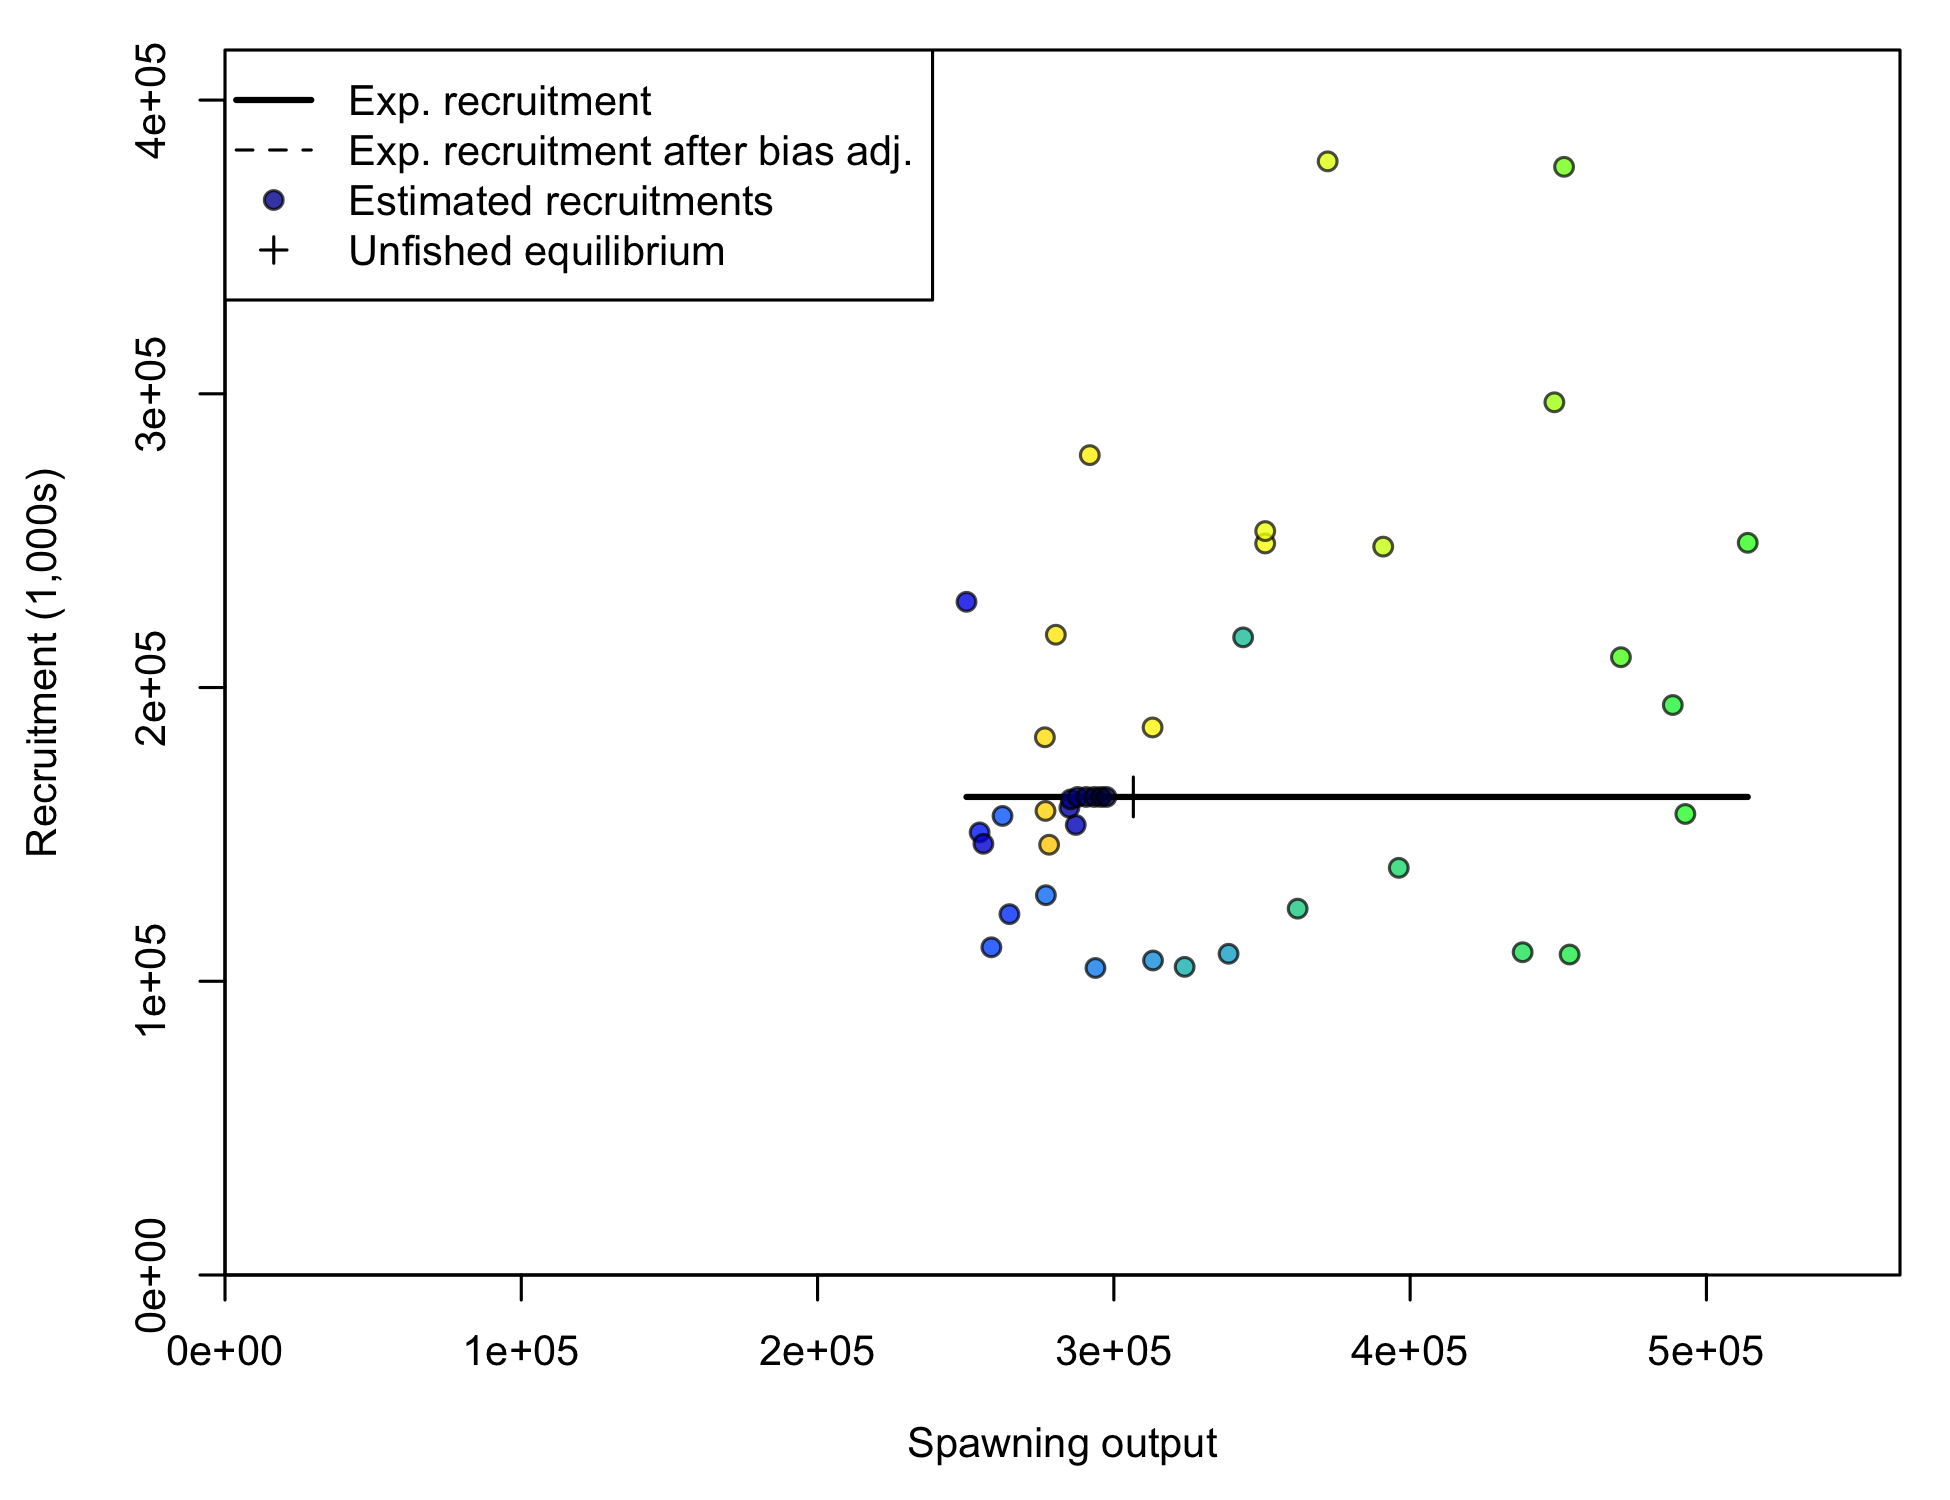 Exp. recruitment
Exp. recruitment after bias adj.
Estimated recruitments
Unfished equilibrium
4e+05
3e+05
2e+05
1e+05
0e+00
Recruitment (1,000s)
0e+00 1e+05 2e+05 3e+05 4e+05 5e+05
Spawning output